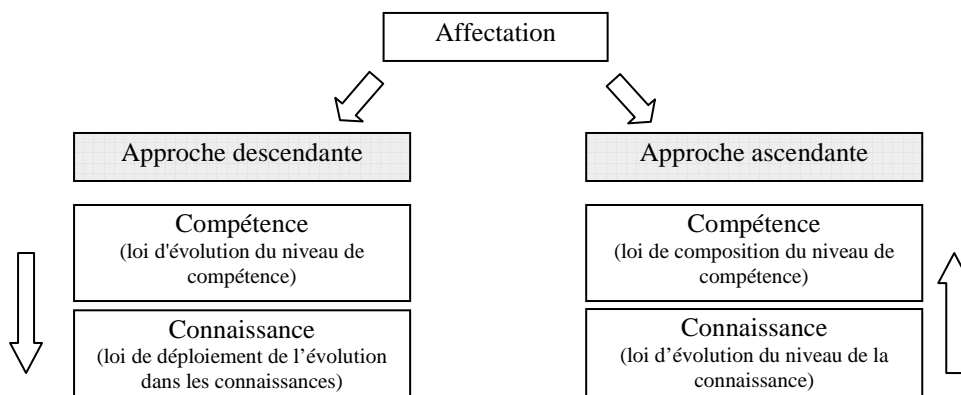 Affectation
Approche descendante
Compétence
(loi d'évolution du niveau de
compétence)
Connaissance
(loi de déploiement de l’évolution
dans les connaissances)
Approche ascendante
Compétence
(loi de composition du niveau de
compétence)
Connaissance
(loi d’évolution du niveau de la
connaissance)